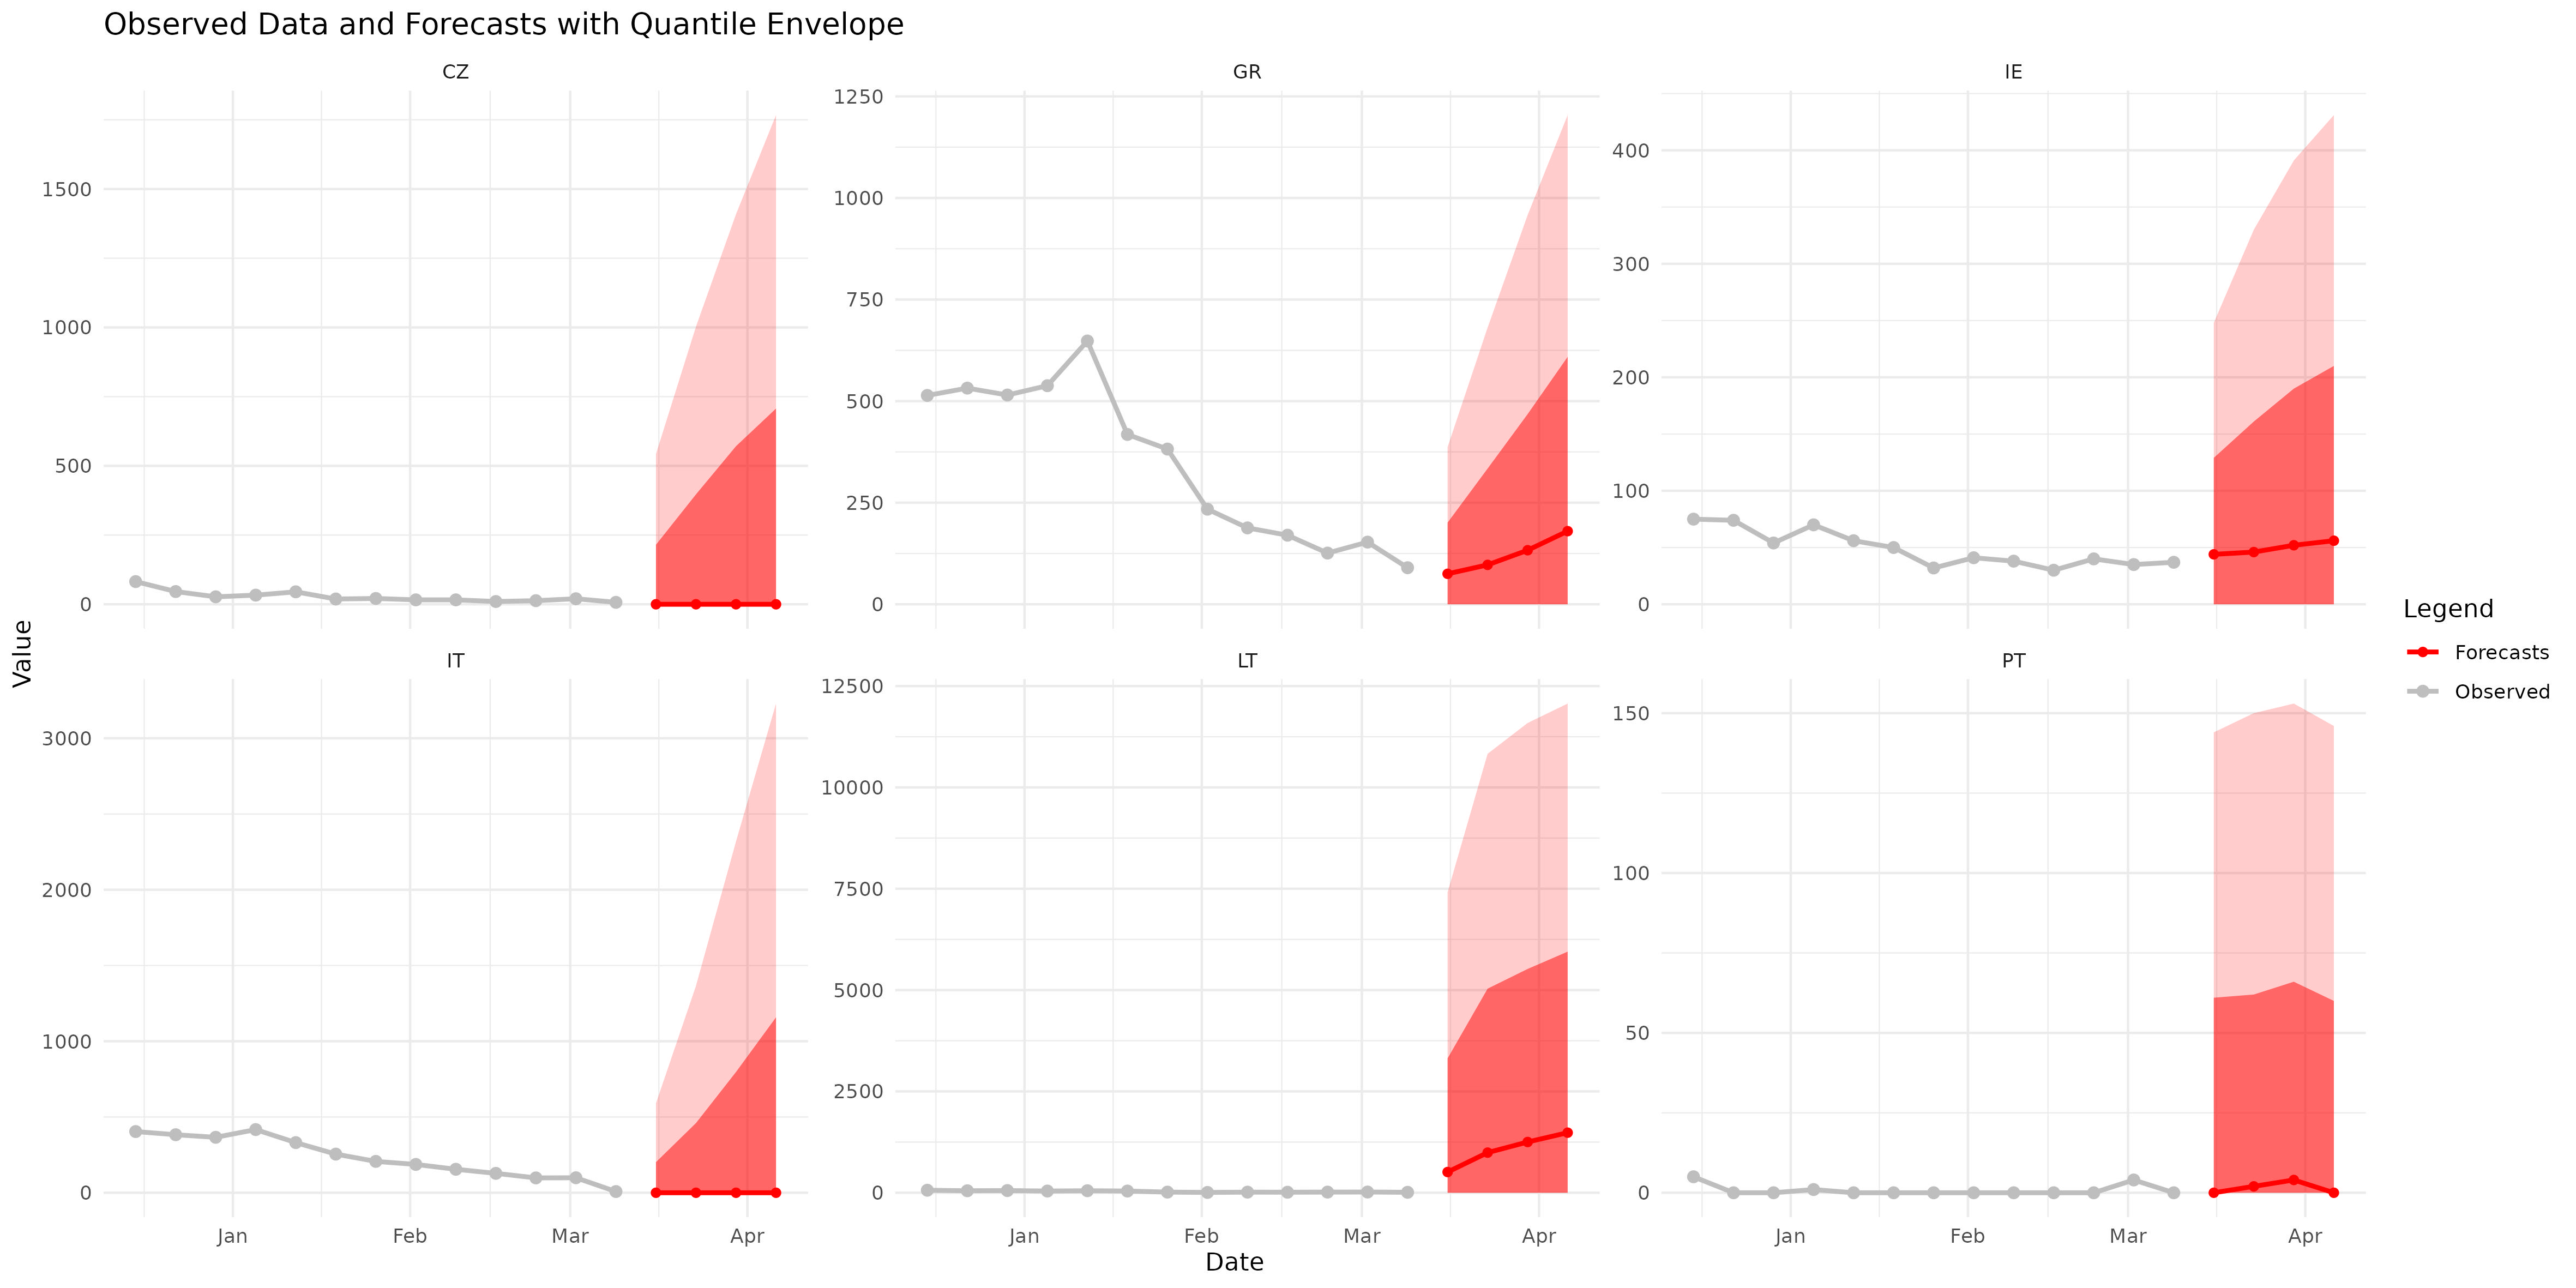 Observed Data and Forecasts with Quantile Envelope
CZ
GR
IE
1500
1000
500
0
1250
1000
750
500
250
0
400
300
200
100
0
Value
IT
LT
PT
3000
2000
1000
0
12500
10000
7500
5000
2500
0
150
100
50
0
Jan Feb Mar Apr
Jan Feb Mar Apr
Jan Feb Mar Apr
Date
Legend
Forecasts
Observed